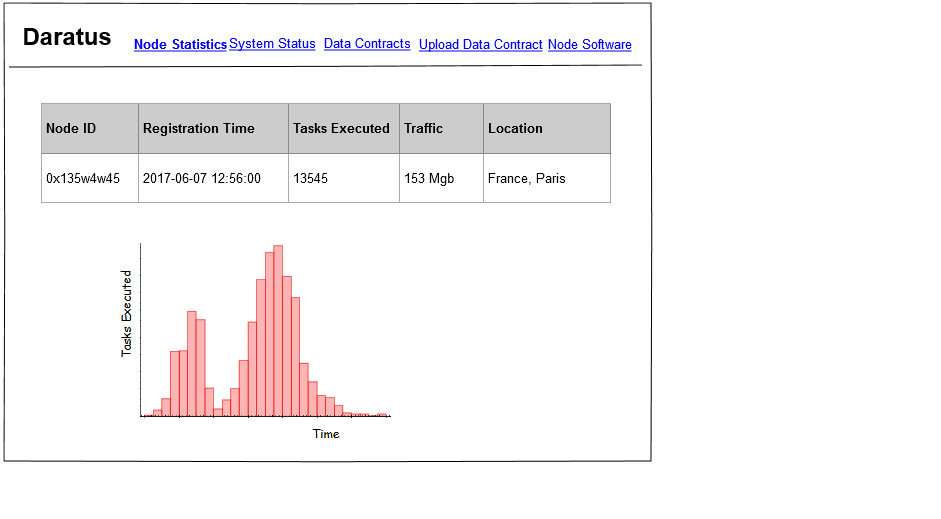 Daratus Node Statistics System Status Data Contracts Upload Data Contract Node Software
Node ID Registration Time Tasks Executed Traffic Location
0x135w4w45 2017-06-07 12:56:00 13545 153 Mgb France, Paris
Tasks Executed
Time